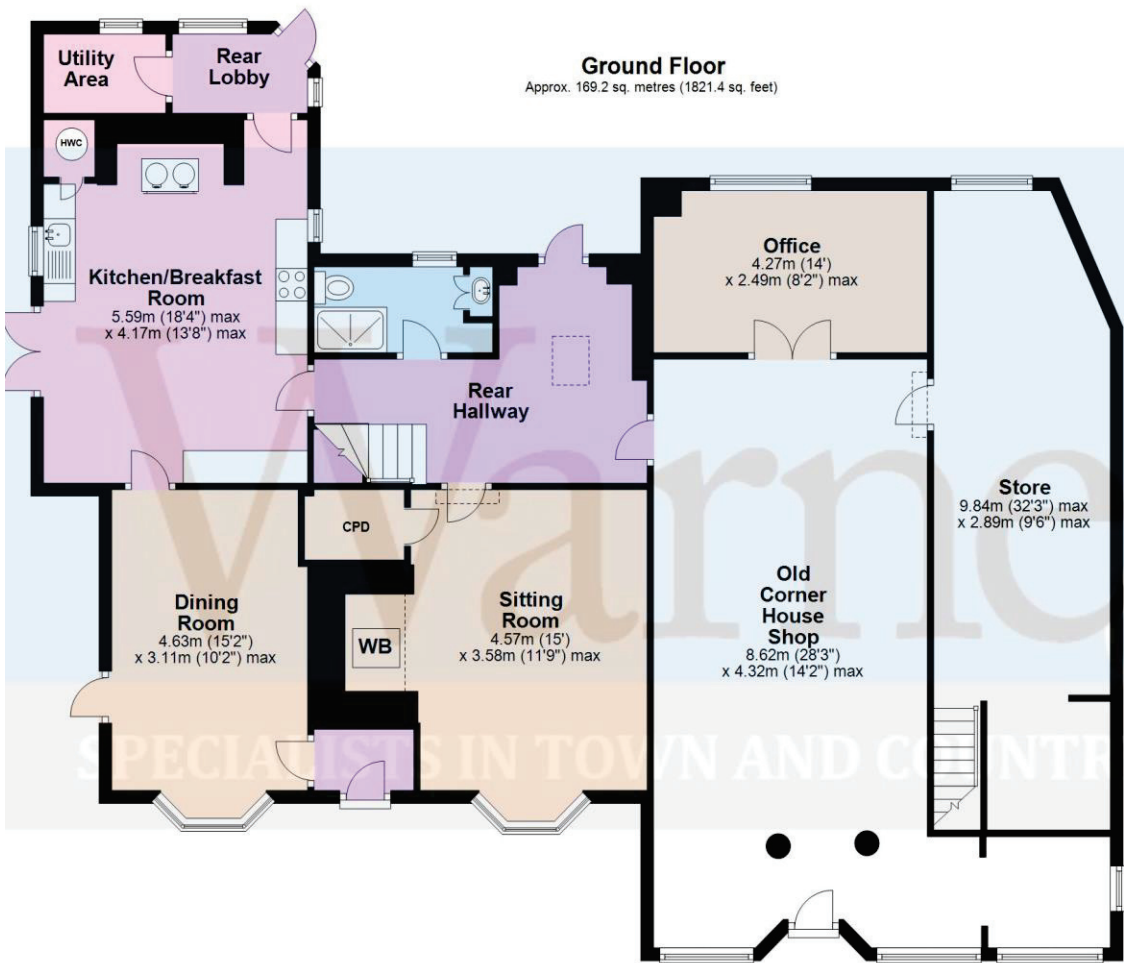 Ground Floor
Approx. 169.2 sq. metres (1821.4 sq. feet)
Utility
Area
Rear
Lobby
HWC
Kitchen/Breakfast
Room
5.59m (18'4") max
x 4.17m (13'8") max
Office
4.27m (14')
x 2.49m (8'2") max
Rear
Hallway
Store
9.84m (32'3") max
x 2.89m (9'6") max
CPD
Dining
Room
4.63m (15'2")
x 3.11m (10'2") max
WB
Sitting
Room
4.57m (15')
x 3.58m (11'9") max
Old
Corner
House
Shop
8.62m (28'3")
x 4.32m (14'2") max
Warne
SPECIALISTS IN TOWN AND COUNTR